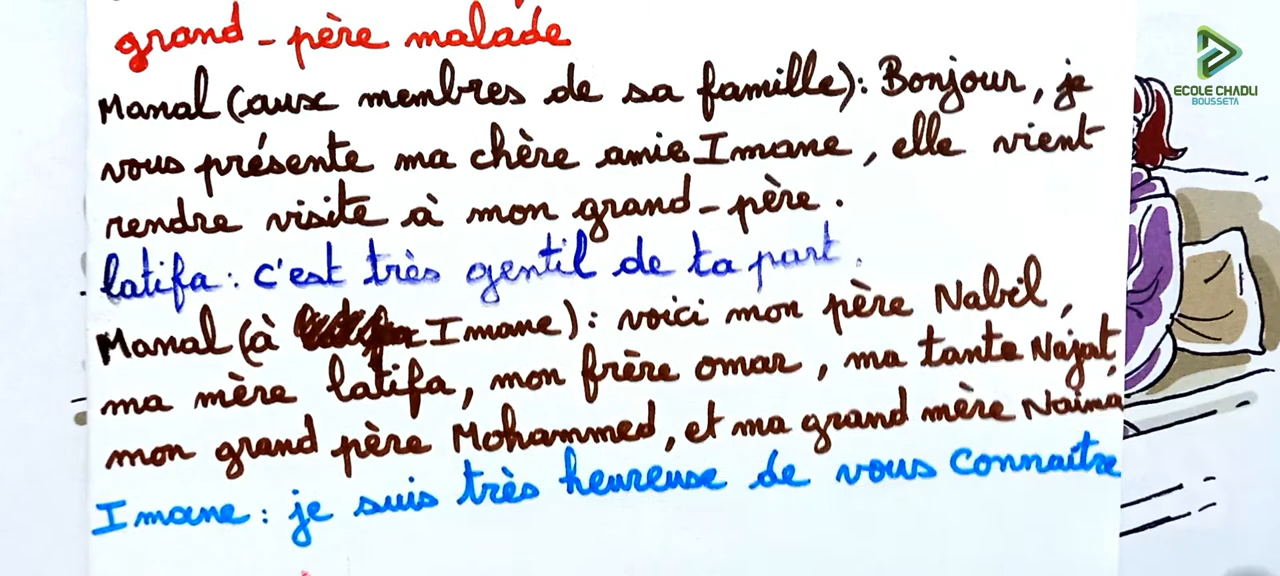 grand-père malade
Manal (aux membres de sa famille): Bonjour, je
vous présente ma chère amie Imane, elle vient
rendre visite à mon grand-père.
latifa: c'est très gentil de ta part.
Manal (à Imane): voici mon père Nabil,
ma mère latifa, mon frère omar, ma tante Najat,
mon grand père Mohammed, et ma grand mère Naima
Imane: je suis très heureuse de vous connaître
ECOLE CHADLI
BOUSSETA